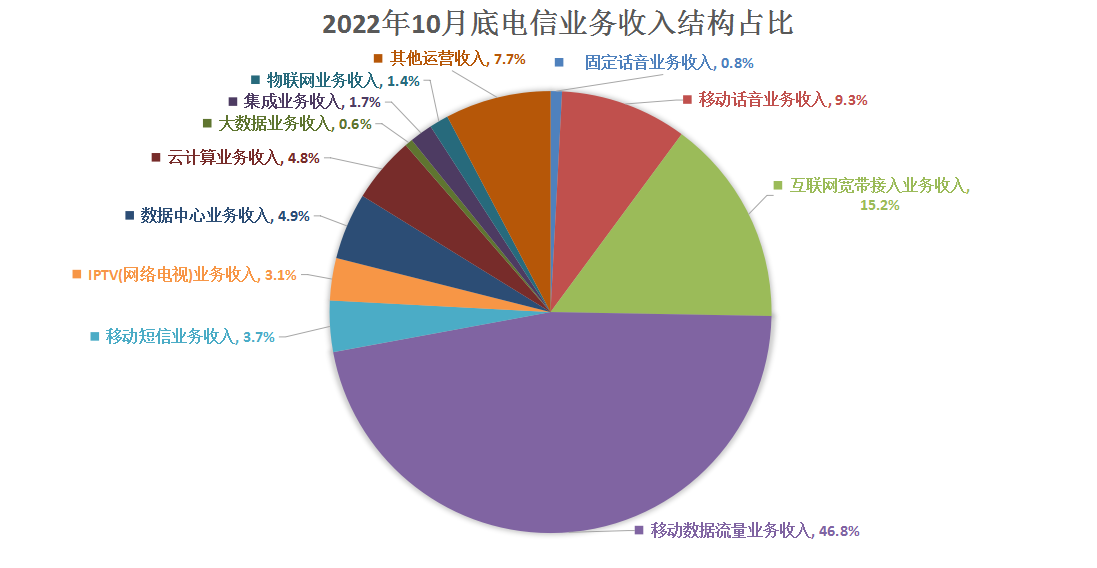 2022年10月底电信业务收入结构占比
其他运营收入, 7.7%
固定话音业务收入, 0.8%
物联网业务收入, 1.4%
集成业务收入, 1.7%
移动话音业务收入, 9.3%
大数据业务收入, 0.6%
云计算业务收入, 4.8%
互联网宽带接入业务收入,
15.2%
数据中心业务收入, 4.9%
IPTV(网络电视)业务收入, 3.1%
移动短信业务收入, 3.7%
移动数据流量业务收入, 46.8%